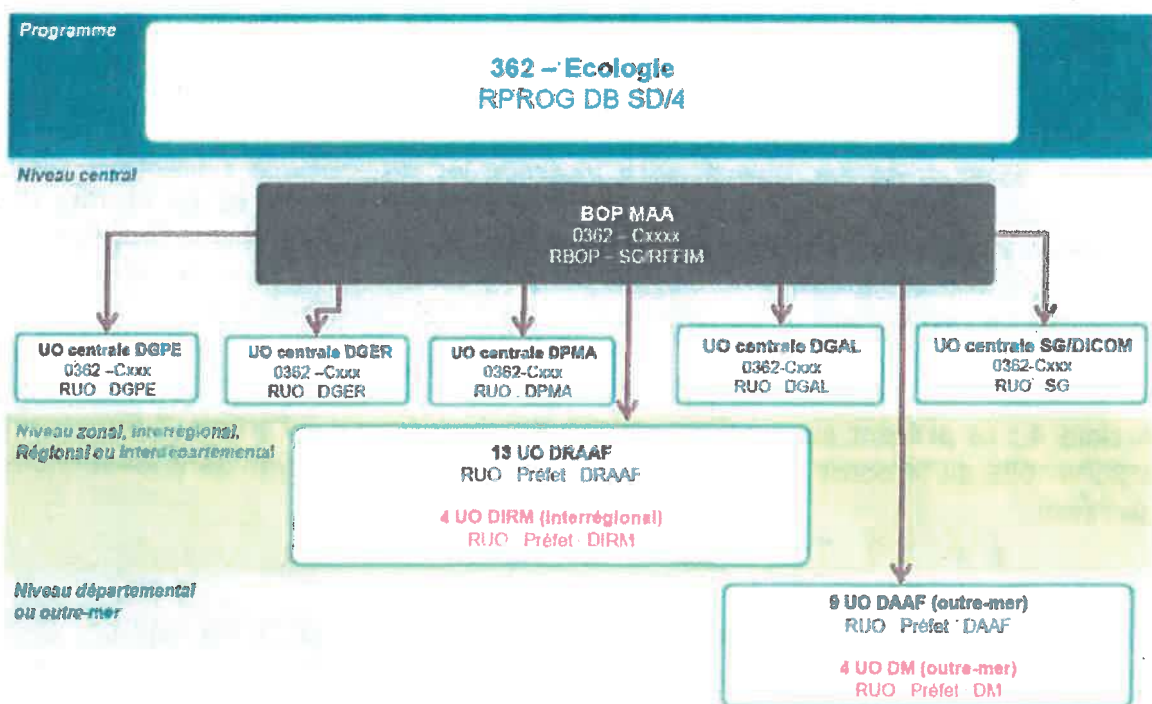 Programme
362 – Ecologie
RPROG DB SD/4
Niveau central
BOP MAA
0362 – Cxxxx
RBOP – SG/RFFIM
UO centrale DGPE
0362 –Cxxx
RUO DGPE
UO centrale DGER
0362 –Cxxx
RUO DGER
UO centrale DPMA
0362-Cxxx
RUO DPMA
UO centrale DGAL
0362-Cxxx
RUO DGAL
UO centrale SG/DICOM
0362-Cxxx
RUO SG
Niveau zonal, interrégional,
Régional ou interdépartemental
13 UO DRAAF
RUO Préfet DRAAF
4 UO DIRM (interrégional)
RUO Préfet DIRM
Niveau départemental
ou outre-mer
9 UO DAAF (outre-mer)
RUO Préfet DAAF
4 UO DM (outre-mer)
RUO Préfet DM